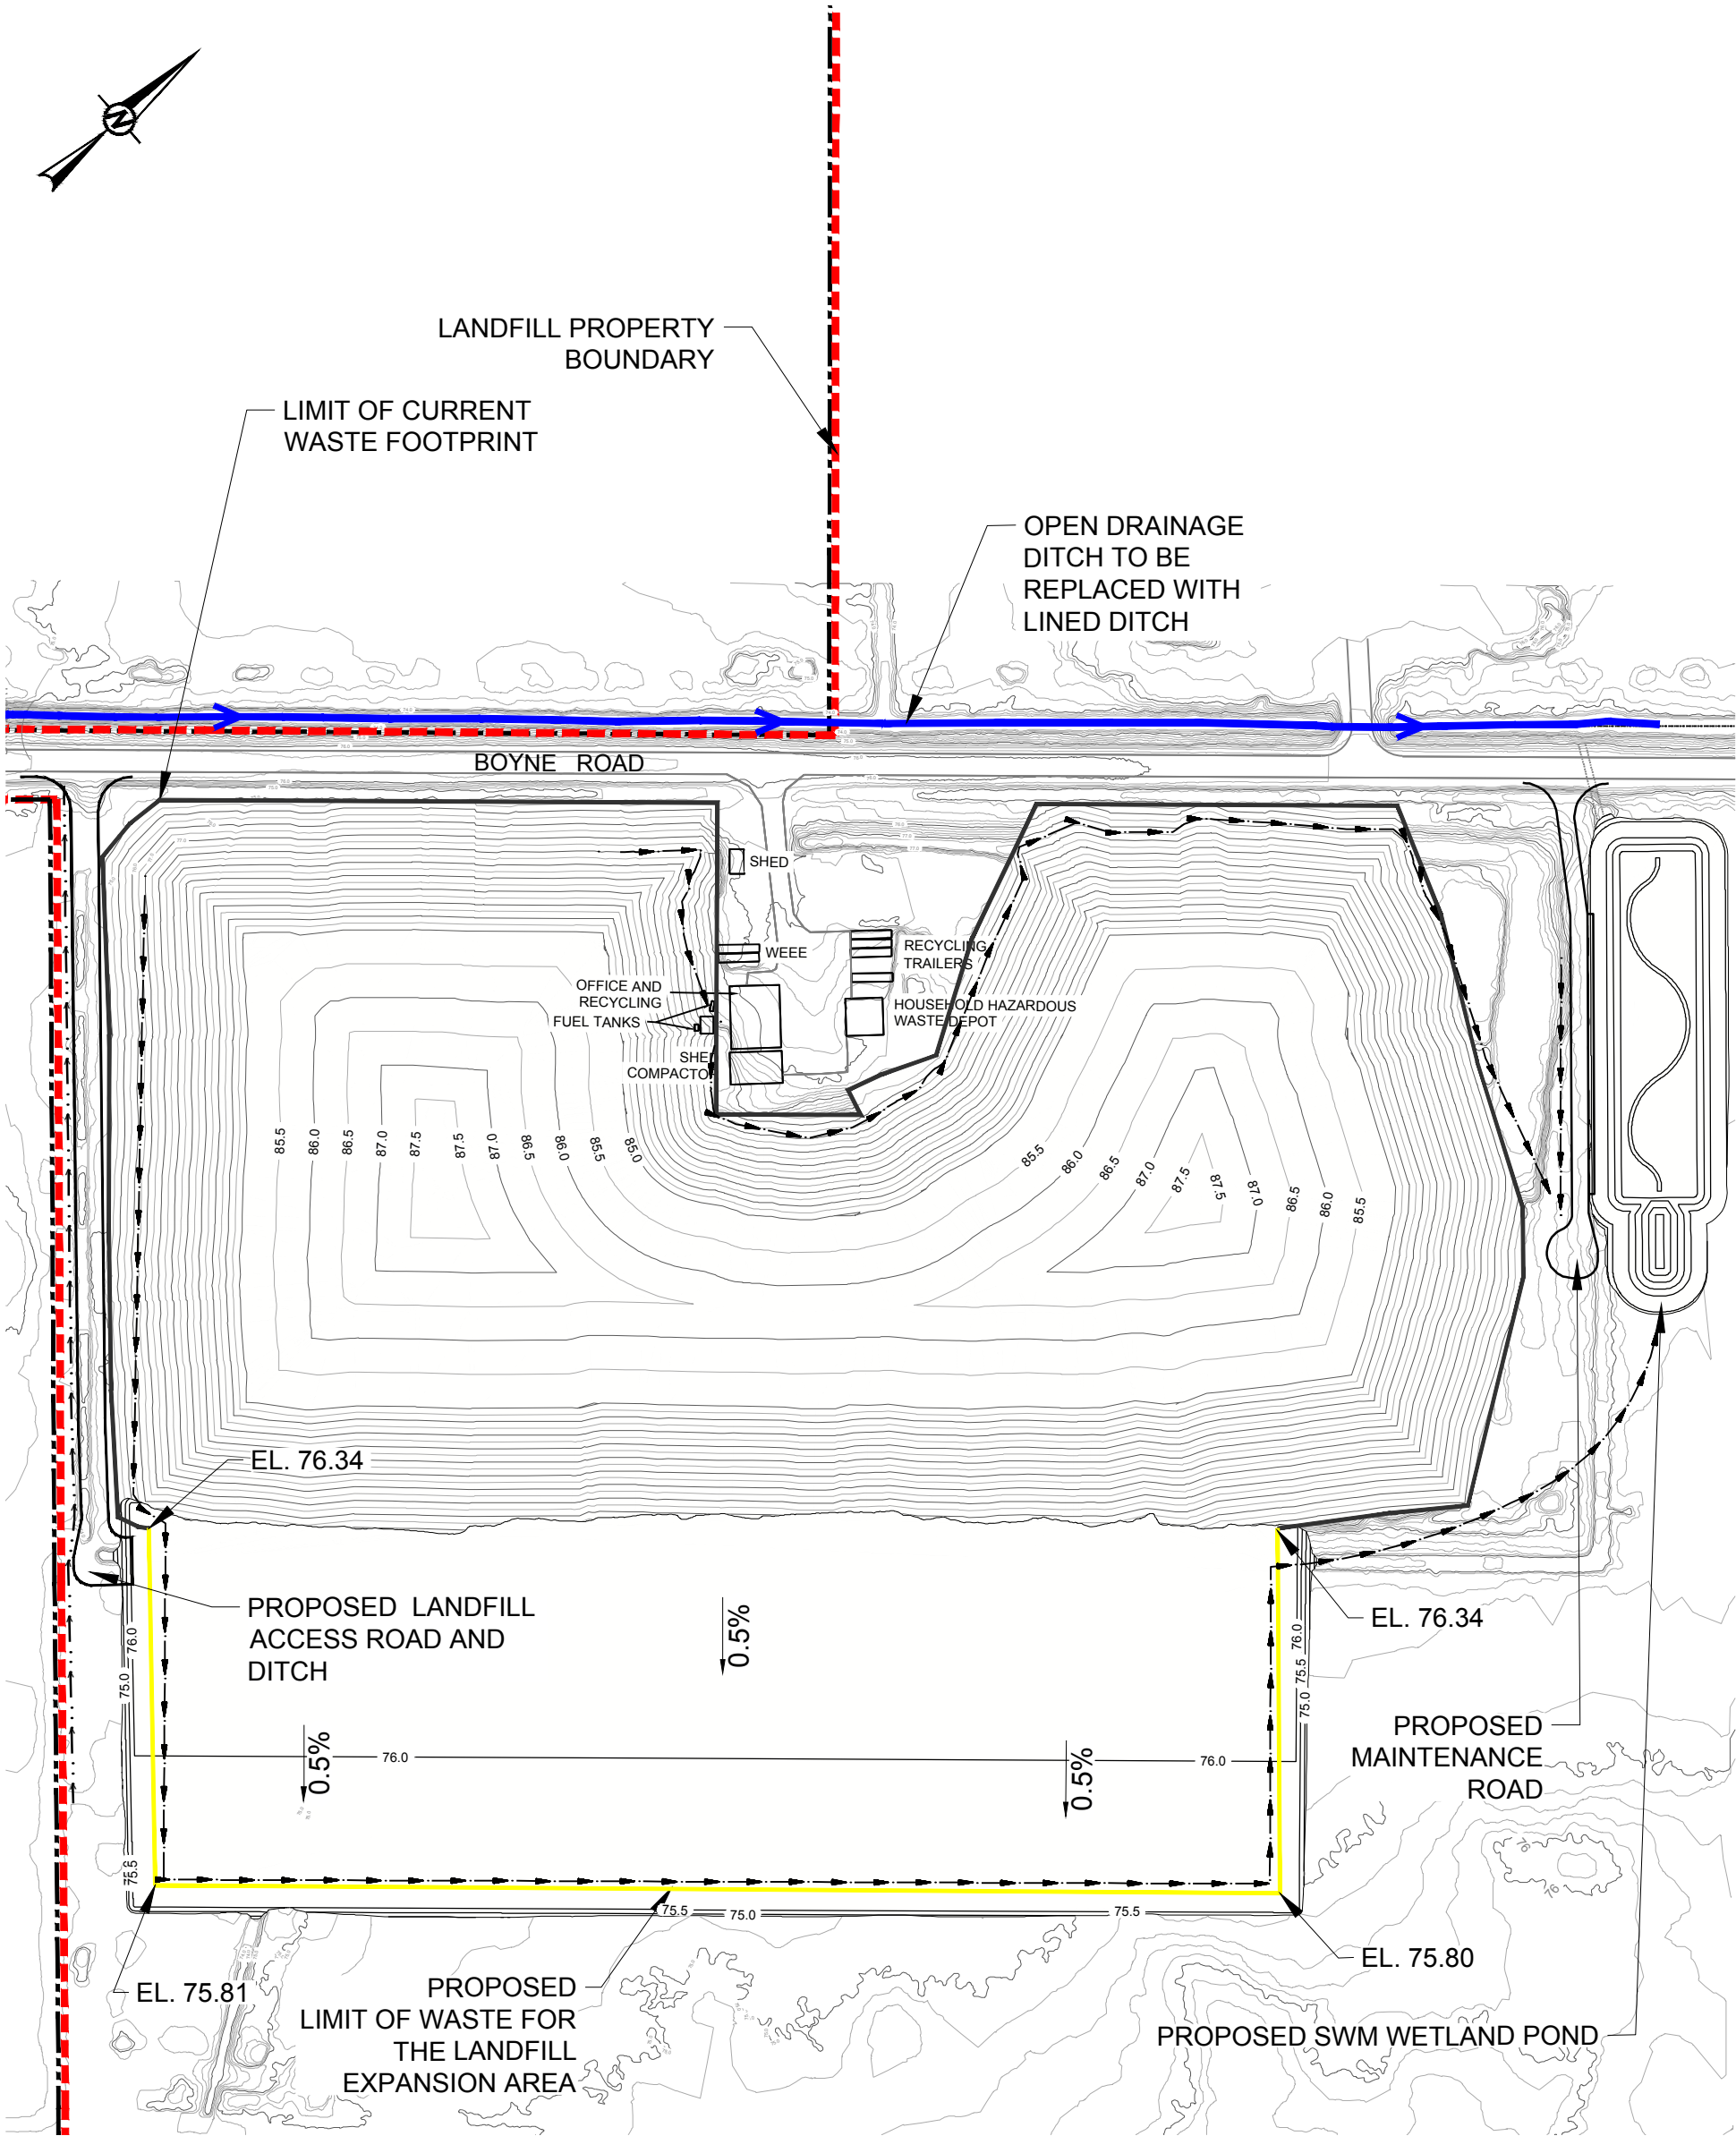 N
LANDFILL PROPERTY
BOUNDARY
LIMIT OF CURRENT
WASTE FOOTPRINT
OPEN DRAINAGE
DITCH TO BE
REPLACED WITH
LINED DITCH
BOYNE ROAD
SHED
WEEE
RECYCLING
TRAILERS
OFFICE AND
RECYCLING
FUEL TANKS
HOUSEHOLD HAZARDOUS
WASTE DEPOT
SHE
COMPACTO
85.5
86.0
86.5
87.0
87.5
87.5
87.0
86.5
86.0
85.5
85.0
85.5
86.0
86.5
87.0
87.5
87.5
87.0
86.5
86.0
85.5
EL. 76.34
EL. 76.34
PROPOSED LANDFILL
ACCESS ROAD AND
DITCH
0.5%
76.0
75.0
76.0
75.5
75.0
0.5%
76.0
0.5%
76.0
PROPOSED
MAINTENANCE
ROAD
75.5
75.5
75.0
75.5
76
76
EL. 75.81
EL. 75.80
PROPOSED
LIMIT OF WASTE FOR
THE LANDFILL
EXPANSION AREA
PROPOSED SWM WETLAND POND